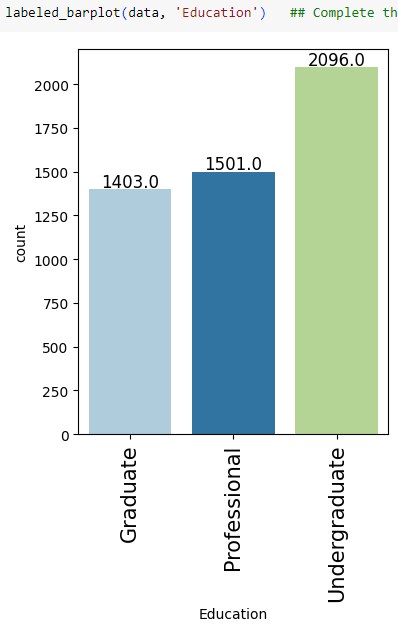 labeled_barplot(data, 'Education')   ## Complete th
2096.0
2000
1750
1501.0
1500
1403.0
1250
count
1000
750
500
250
0
Graduate
Professional
Undergraduate
Education